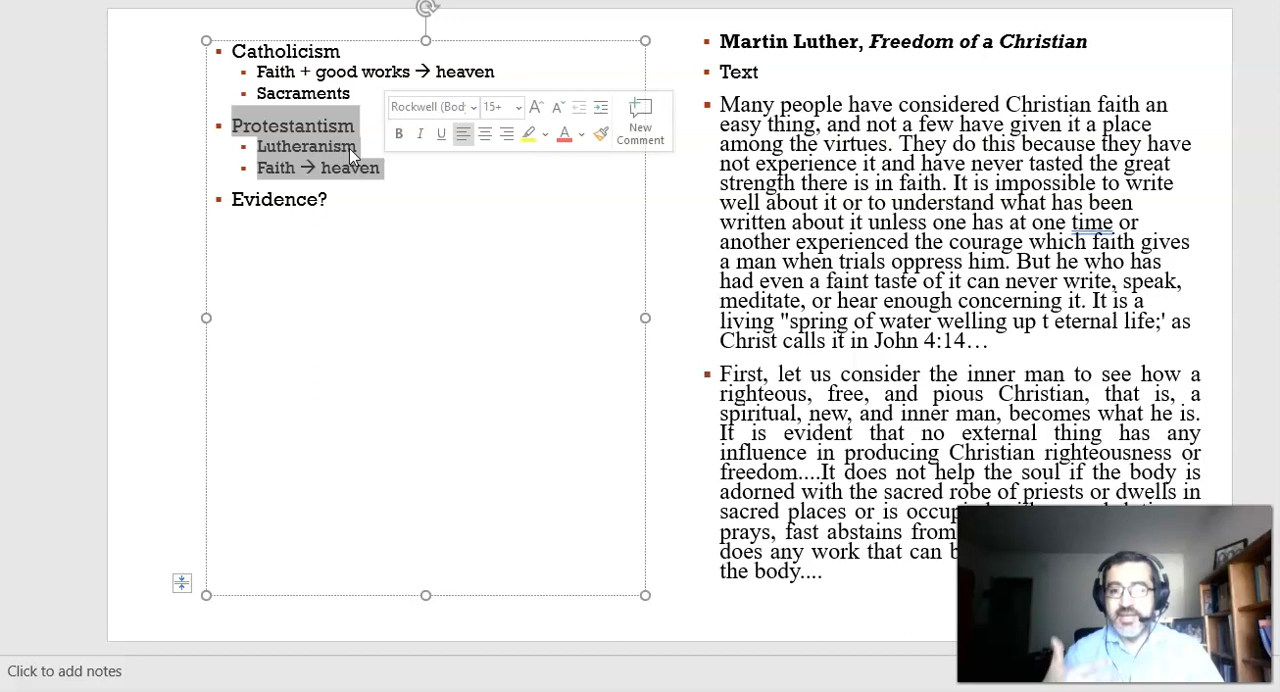 Catholicism
Faith + good works → heaven
Sacraments
Protestantism
Lutheranism
Faith → heaven
Evidence?
Rockwell (Bod
15+
New
Comment
Martin Luther, Freedom of a Christian
Text
Many people have considered Christian faith an
easy thing, and not a few have given it a place
among the virtues. They do this because they have
not experience it and have never tasted the great
strength there is in faith. It is impossible to write
well about it or to understand what has been
written about it unless one has at one time or
another experienced the courage which faith gives
a man when trials oppress him. But he who has
had even a faint taste of it can never write, speak,
meditate, or hear enough concerning it. It is a
living "spring of water welling up t eternal life;' as
Christ calls it in John 4:14…
First, let us consider the inner man to see how a
righteous, free, and pious Christian, that is, a
spiritual, new, and inner man, becomes what he is.
It is evident that no external thing has any
influence in producing Christian righteousness or
freedom....It does not help the soul if the body is
adorned with the sacred robe of priests or dwells in
sacred places or is
prays, fast abstains from
does any work that can
the body....
Click to add notes